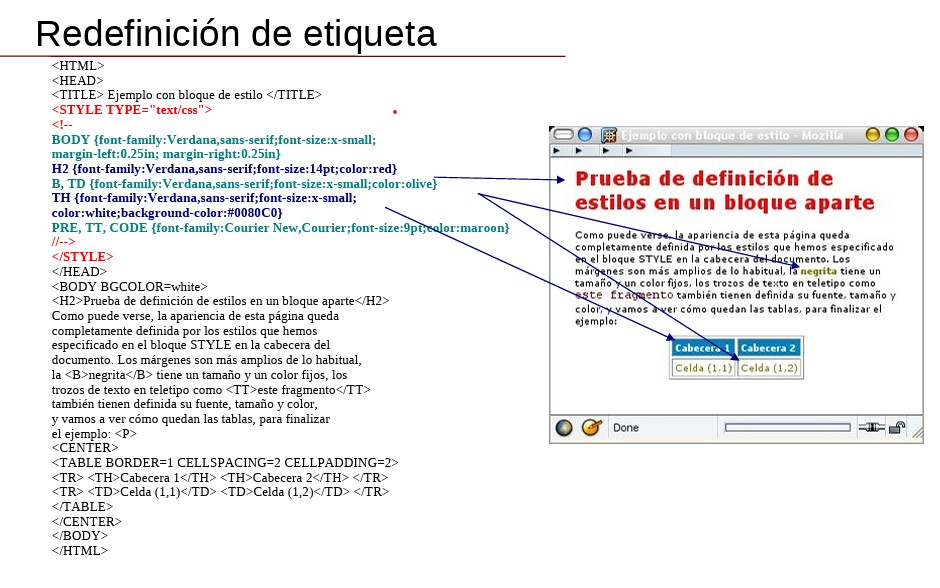 Redefinición de etiqueta
<HTML>
<HEAD>
<TITLE> Ejemplo con bloque de estilo </TITLE>
<STYLE TYPE="text/css">
<!--
BODY {font-family:Verdana,sans-serif;font-size:x-small;
margin-left:0.25in; margin-right:0.25in}
H2 {font-family:Verdana,sans-serif;font-size:14pt;color:red}
B, TD {font-family:Verdana,sans-serif;font-size:x-small;color:olive}
TH {font-family:Verdana,sans-serif;font-size:x-small;
color:white;background-color:#0080C0}
PRE, TT, CODE {font-family:Courier New,Courier;font-size:9pt;color:maroon}
//-->
</STYLE>
</HEAD>
<BODY BGCOLOR=white>
<H2>Prueba de definición de estilos en un bloque aparte</H2>
Como puede verse, la apariencia de esta página queda
completamente definida por los estilos que hemos
especificado en el bloque STYLE en la cabecera del
documento. Los márgenes son más amplios de lo habitual,
la <B>negrita</B> tiene un tamaño y un color fijos, los
trozos de texto en teletipo como <TT>este fragmento</TT>
también tienen definida su fuente, tamaño y color,
y vamos a ver cómo quedan las tablas, para finalizar
el ejemplo: <P>
<CENTER>
<TABLE BORDER=1 CELLSPACING=2 CELLPADDING=2>
<TR> <TH>Cabecera 1</TH> <TH>Cabecera 2</TH> </TR>
<TR> <TD>Celda (1,1)</TD> <TD>Celda (1,2)</TD> </TR>
</TABLE>
</CENTER>
</BODY>
</HTML>
Ejemplo con bloque de estilo - Mozilla
Prueba de definición de
estilos en un bloque aparte
Como puede verse, la apariencia de esta página queda
completamente definida por los estilos que hemos especificado
en el bloque STYLE en la cabecera del documento. Los
márgenes son más amplios de lo habitual, la negrita tiene un
tamaño y un color fijos, los trozos de texto en teletipo como
este fragmento también tienen definida su fuente, tamaño y
color, y vamos a ver cómo quedan las tablas, para finalizar el
ejemplo:
Cabecera 1 Cabecera 2
Celda (1,1) Celda (1,2)
Done